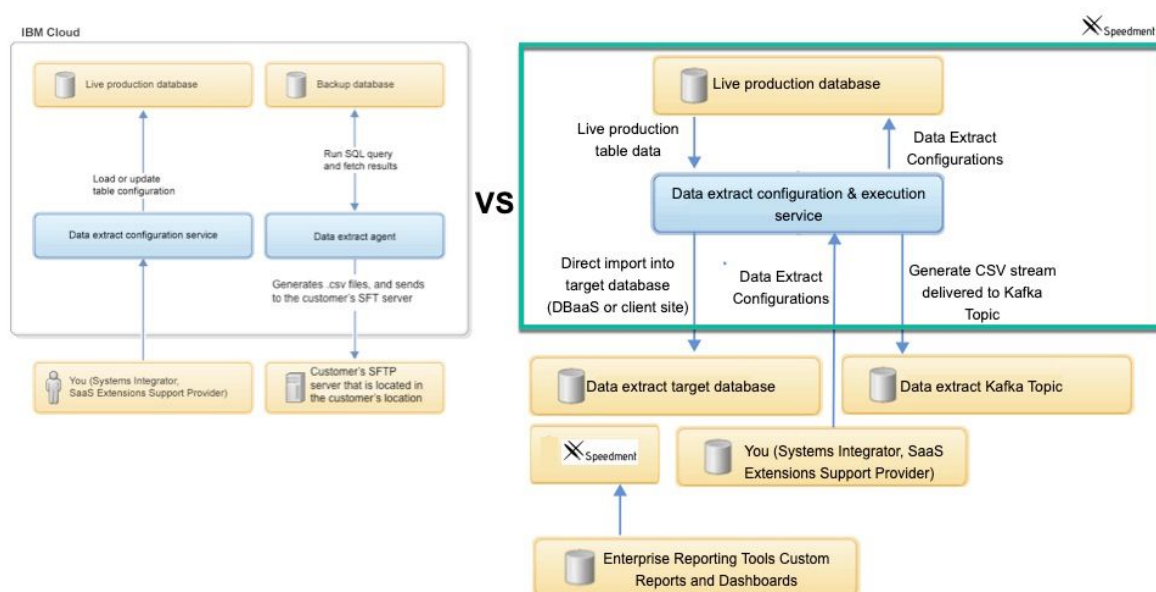 IBM Cloud
Live production database
Backup database
Load or update
table configuration
Run SQL query
and fetch results
Data extract configuration service
Data extract agent
Generates .csv files, and sends
to the customer's SFT server
You (Systems Integrator,
SaaS Extensions Support Provider)
Customer's SFTP
server that is located in
the customer's location
VS
Speedment
Live production database
Live production
table data
Data Extract
Configurations
Data extract configuration & execution
service
Direct import into
target database
(DBaaS or client site)
Data Extract
Configurations
Generate CSV stream
delivered to Kafka
Topic
Data extract target database
Data extract Kafka Topic
Speedment
You (Systems Integrator, SaaS
Extensions Support Provider)
Enterprise Reporting Tools Custom
Reports and Dashboards